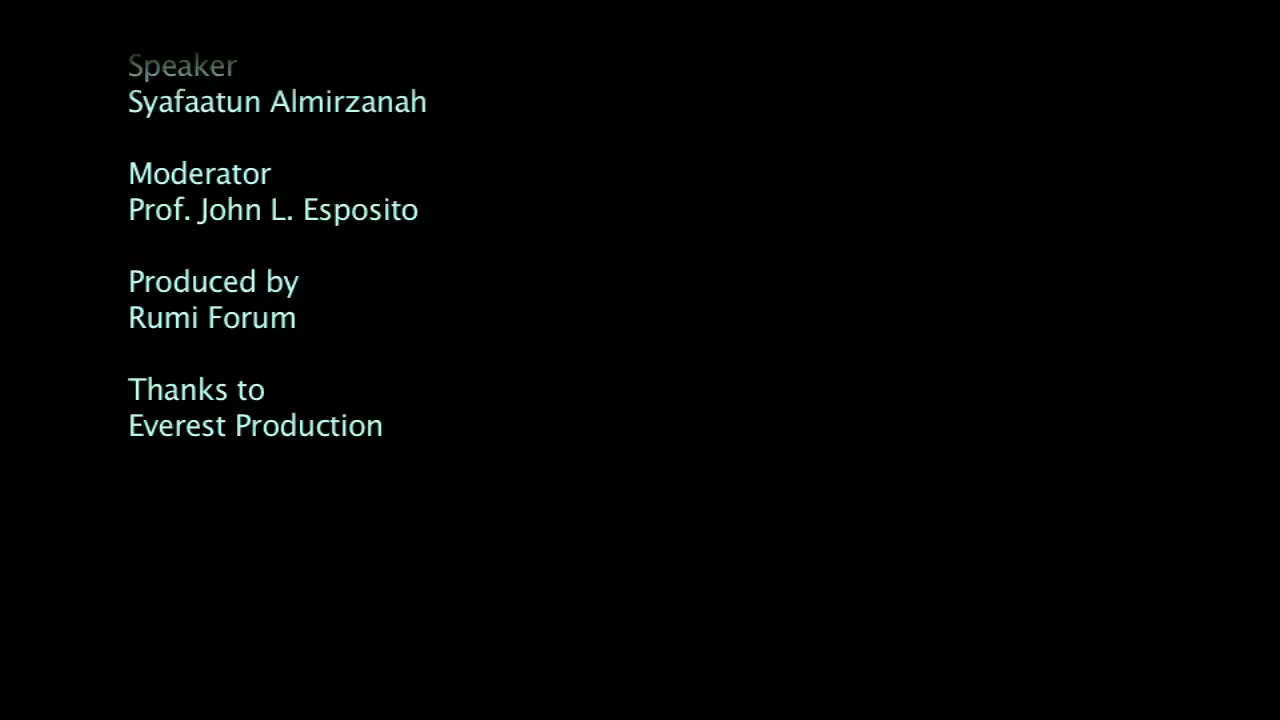 Speaker
Syafaatun Almirzanah
Moderator
Prof. John L. Esposito
Produced by
Rumi Forum
Thanks to
Everest Production